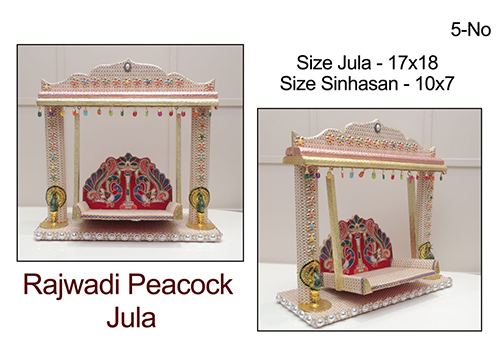 5-No
Size Jula - 17x18
Size Sinhasan - 10x7
Rajwadi Peacock
Jula